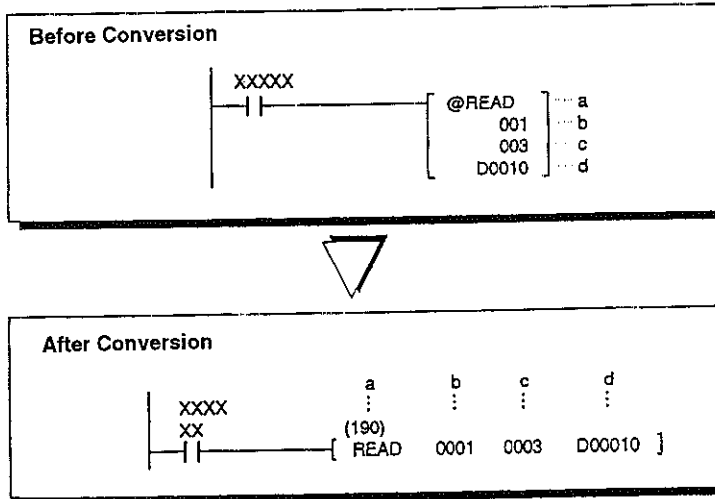 Before Conversion
XXXXX
@READ ···· a
001 ··· b
003 ··· c
D0010 ··· d
After Conversion
a b c d
XXXX
XX
(190)
READ 0001 0003 D00010